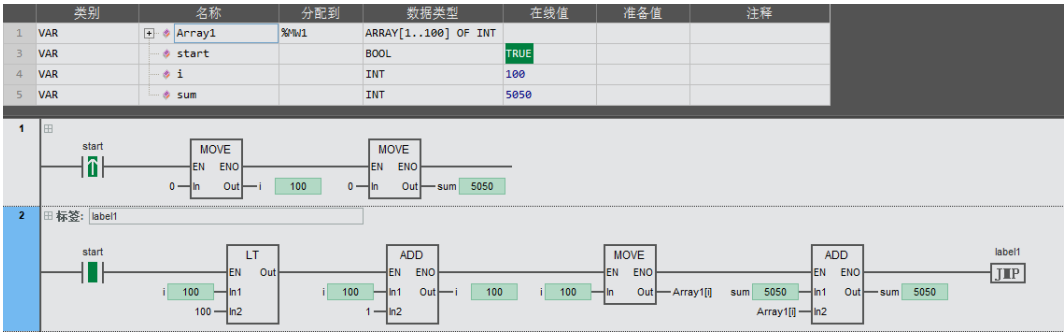 类别 名称 分配到 数据类型 在线值 准备值 注释
1 VAR Array1 %MW1 ARRAY[1..100] OF INT
3 VAR start BOOL TRUE
4 VAR i INT 100
5 VAR sum INT 5050
1
start MOVE MOVE
EN ENO EN ENO
0 In Out i 100 0 In Out sum 5050
2 标签: label1
start LT ADD MOVE ADD label1
EN Out EN ENO EN ENO EN ENO JMP
i 100 In1 i 100 In1 Out i 100 i 100 In Out Array1[i] sum 5050 In1 Out sum 5050
100 In2 1 In2 Array1[i] In2